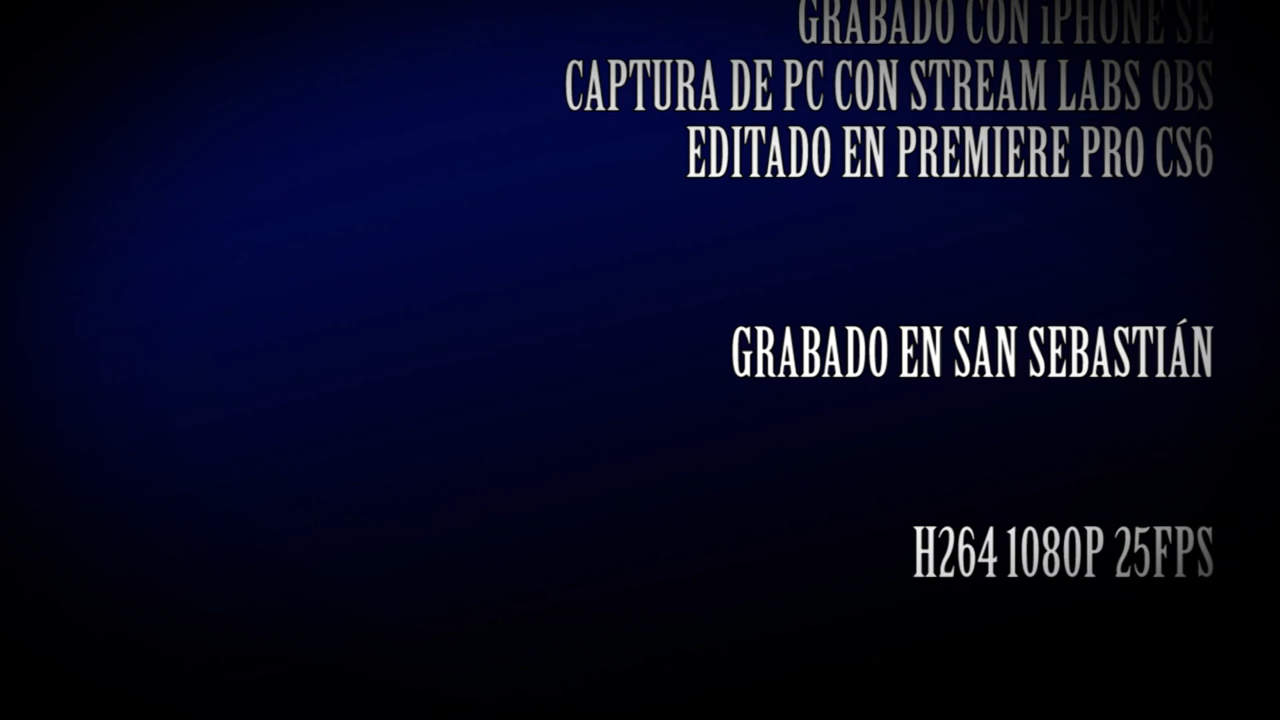 GRABADO CON iPHONE SE
CAPTURA DE PC CON STREAM LABS OBS
EDITADO EN PREMIERE PRO CS6
GRABADO EN SAN SEBASTIÁN
H264 1080P 25FPS